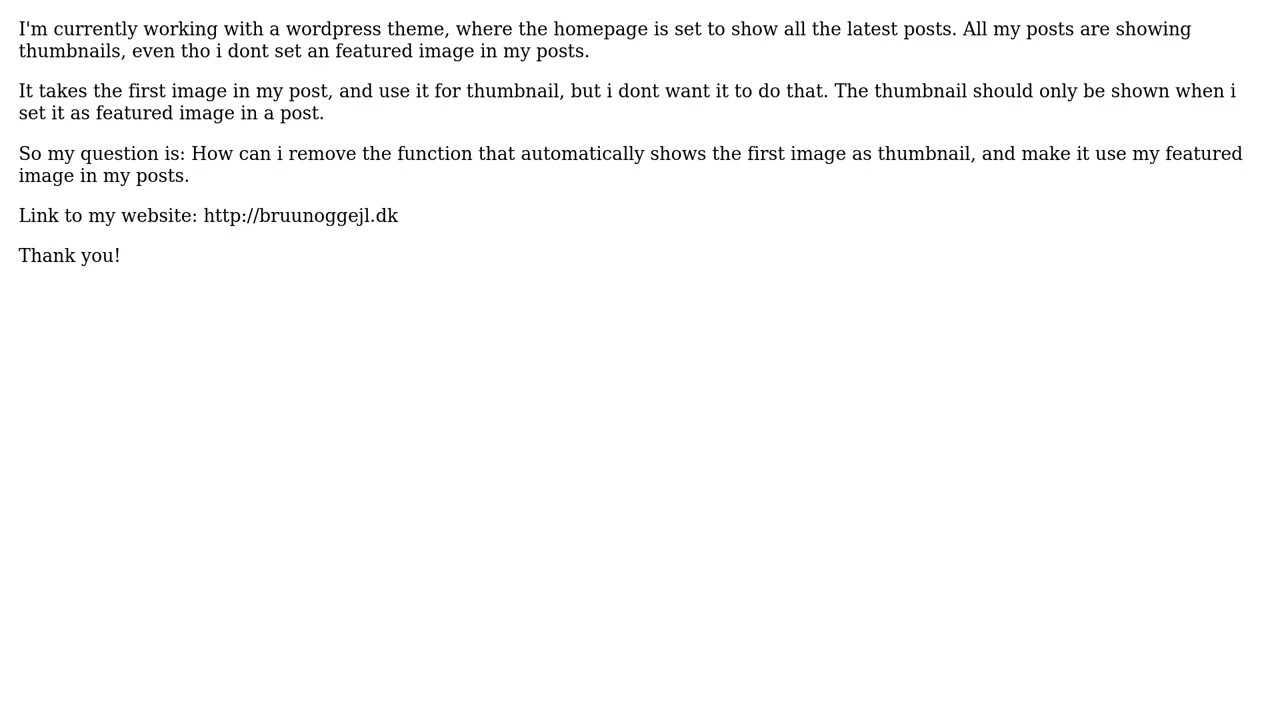 I'm currently working with a wordpress theme, where the homepage is set to show all the latest posts. All my posts are showing
thumbnails, even tho i dont set an featured image in my posts.
It takes the first image in my post, and use it for thumbnail, but i dont want it to do that. The thumbnail should only be shown when i
set it as featured image in a post.
So my question is: How can i remove the function that automatically shows the first image as thumbnail, and make it use my featured
image in my posts.
Link to my website: http://bruunoggejl.dk
Thank you!